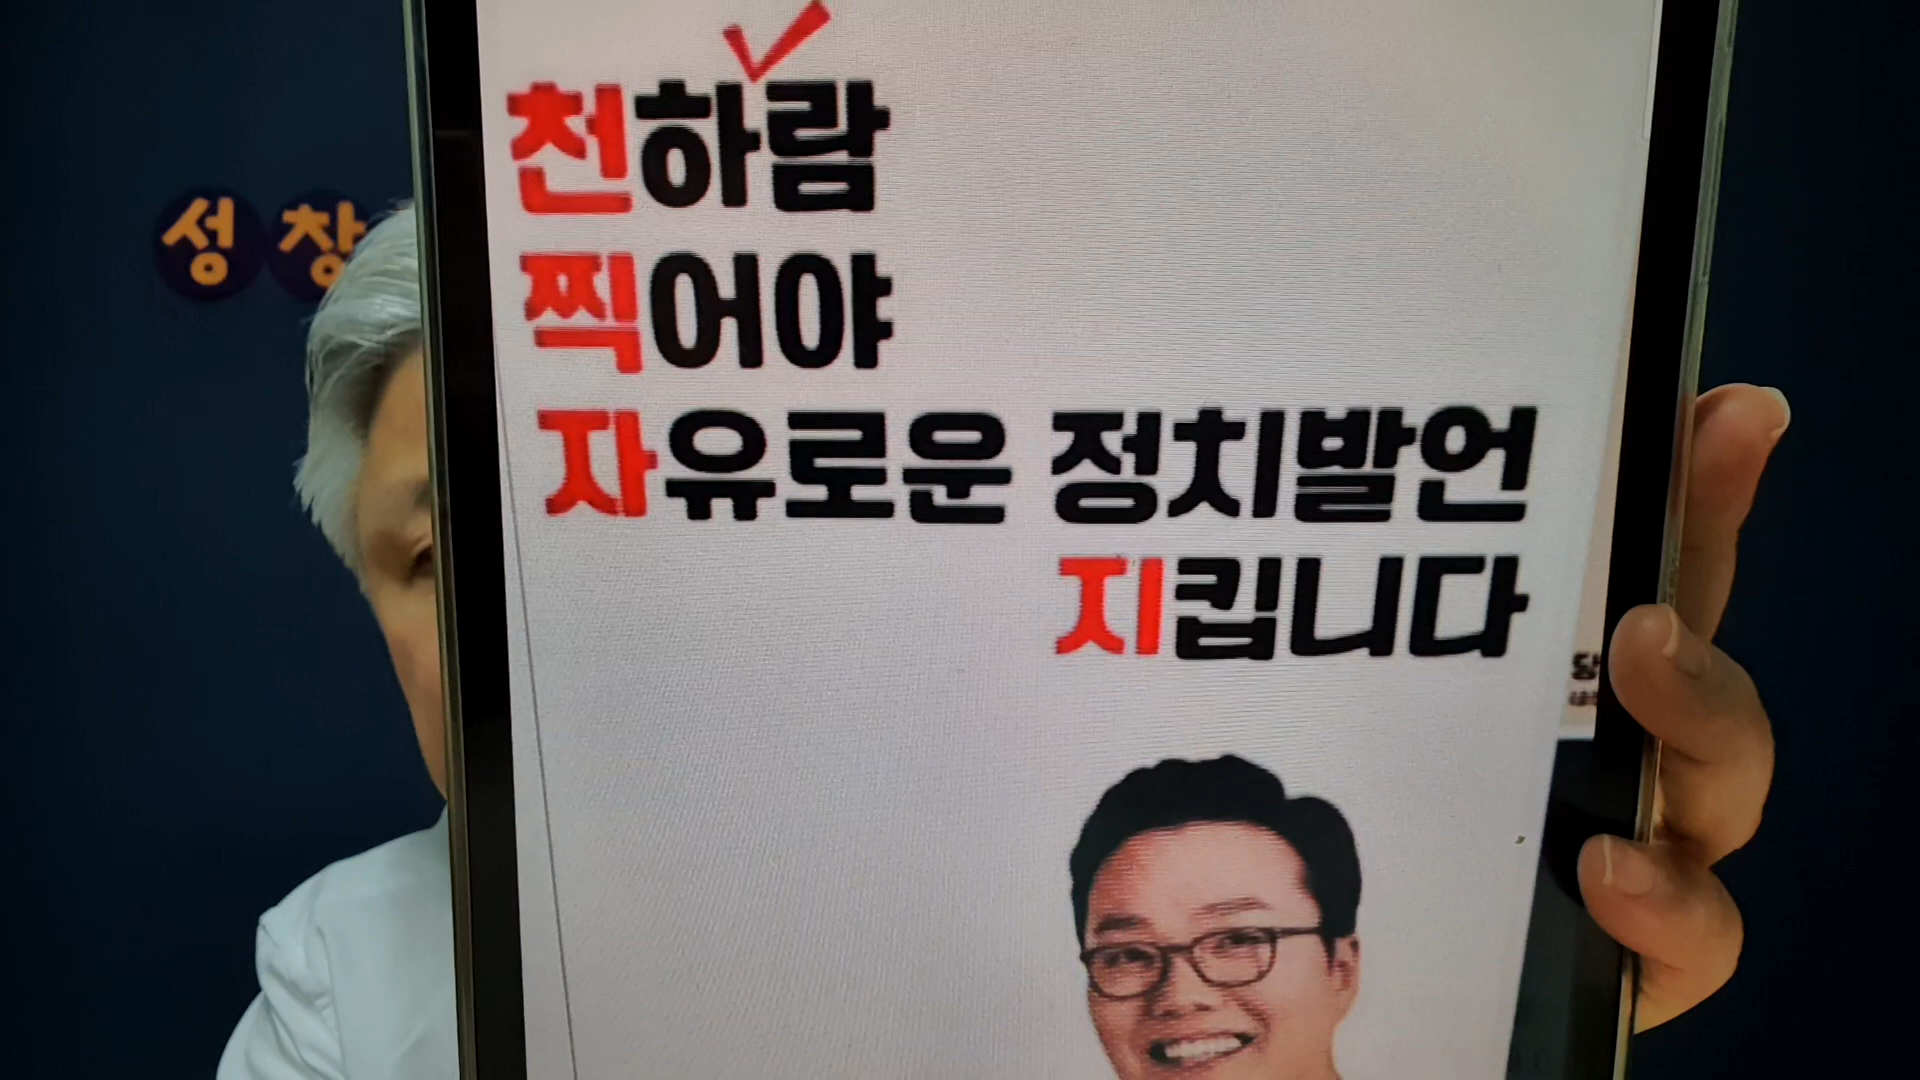 천하람
찍어야
자유로운 정치발언
지킵니다
성창